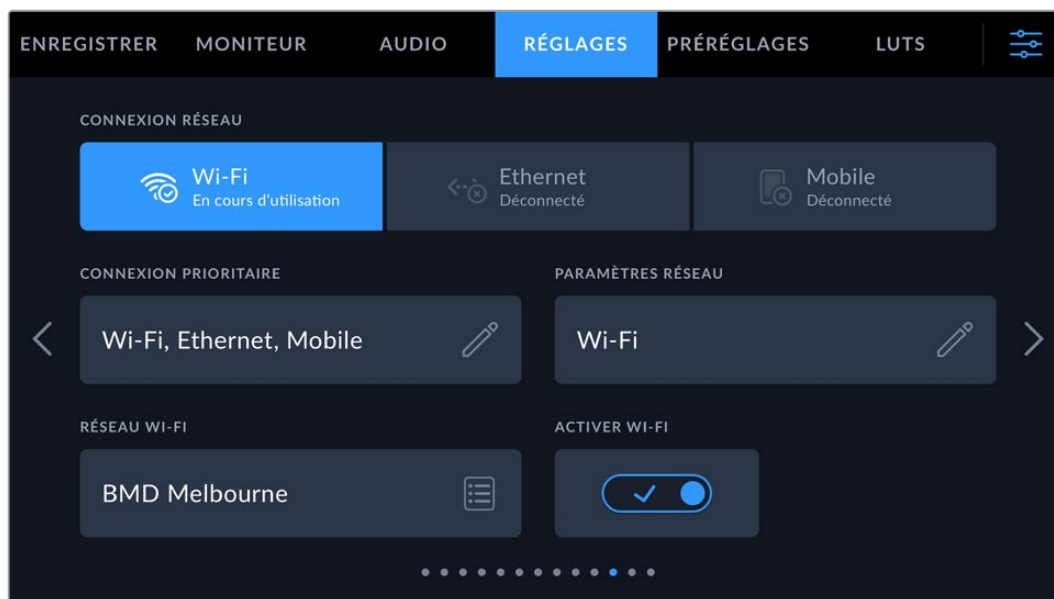 ENREGISTRER MONITEUR AUDIO RÉGLAGES PRÉRÉGLAGES LUTS
CONNEXION RÉSEAU
Wi-Fi Ethernet Mobile
En cours d'utilisation Déconnecté Déconnecté
CONNEXION PRIORITAIRE PARAMÈTRES RÉSEAU
Wi-Fi, Ethernet, Mobile Wi-Fi
RÉSEAU WI-FI ACTIVER WI-FI
BMD Melbourne